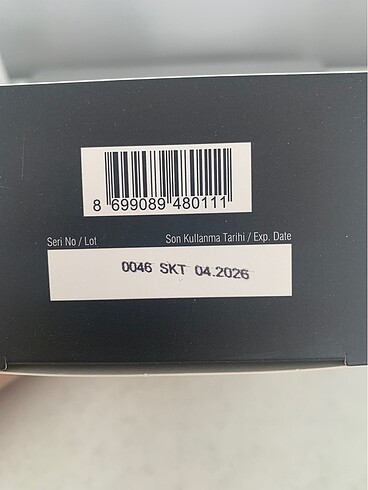 8 699089 480111
Seri No / Lot Son Kullanma Tarihi / Exp. Date
0046 SKT 04.2026